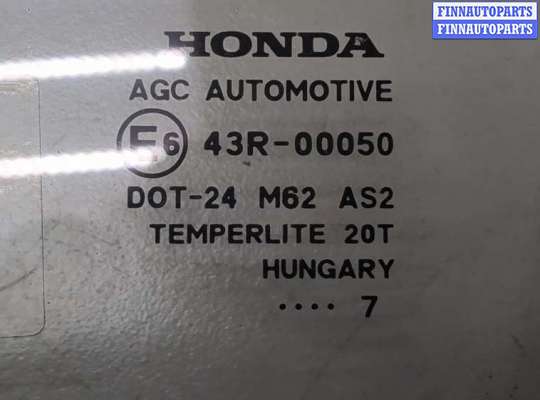 FINNAUTOPARTS
FINNAUTOPARTS
HONDA
AGC AUTOMOTIVE
E6 43R-00050
DOT-24 M62 AS2
TEMPERLITE 20T
HUNGARY
···· 7